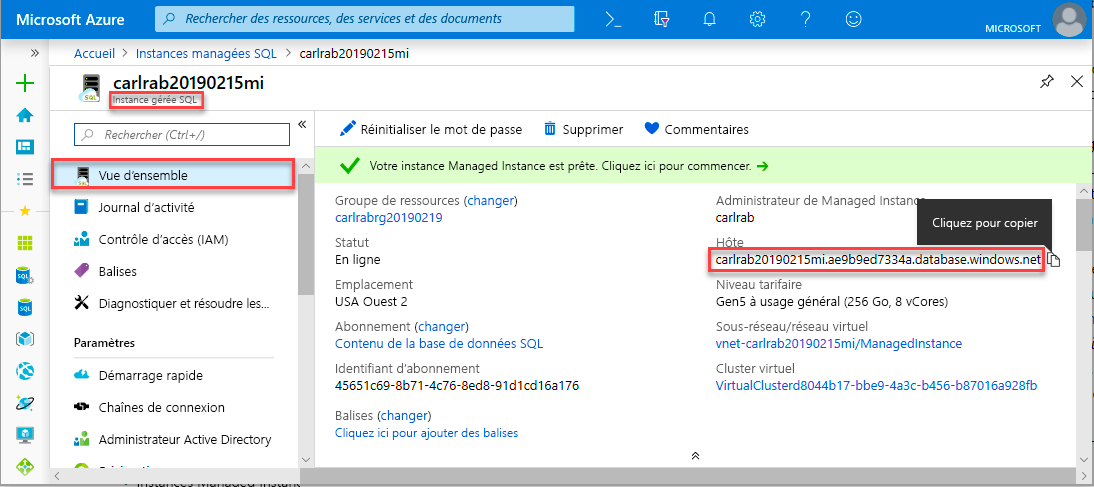 Microsoft Azure
Rechercher des ressources, des services et des documents
MICROSOFT
Accueil > Instances managées SQL > carlrab20190215mi
carlrab20190215mi
Instance gérée SQL
Rechercher (Ctrl+/)
Vue d'ensemble
Journal d'activité
Contrôle d'accès (IAM)
Balises
Diagnostiquer et résoudre les...
Paramètres
Démarrage rapide
Chaînes de connexion
Administrateur Active Directory
Réinitialiser le mot de passe
Supprimer
Commentaires
Votre instance Managed Instance est prête. Cliquez ici pour commencer. →
Groupe de ressources (changer)
carlrabrg20190219
Statut
En ligne
Emplacement
USA Ouest 2
Abonnement (changer)
Contenu de la base de données SQL
Identifiant d'abonnement
45651c69-8b71-4c76-8ed8-91d1cd16a176
Balises (changer)
Cliquez ici pour ajouter des balises
Administrateur de Managed Instance
carlrab
Cliquez pour copier
Hôte
carlrab20190215mi.ae9b9ed7334a.database.windows.net
Niveau tarifaire
Gen5 à usage général (256 Go, 8 vCores)
Sous-réseau/réseau virtuel
vnet-carlrab20190215mi/ManagedInstance
Cluster virtuel
VirtualClusterd8044b17-bbe9-4a3c-b456-b87016a928fb